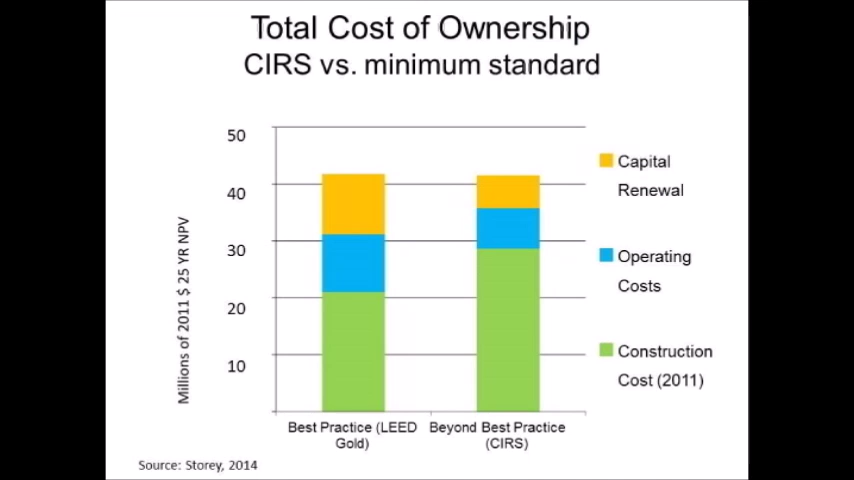 Total Cost of Ownership
CIRS vs. minimum standard
50
40
30
20
10
Millions of 2011 $ 25 YR NPV
Capital
Renewal
Operating
Costs
Construction
Cost (2011)
Best Practice (LEED
Gold)
Beyond Best Practice
(CIRS)
Source: Storey, 2014